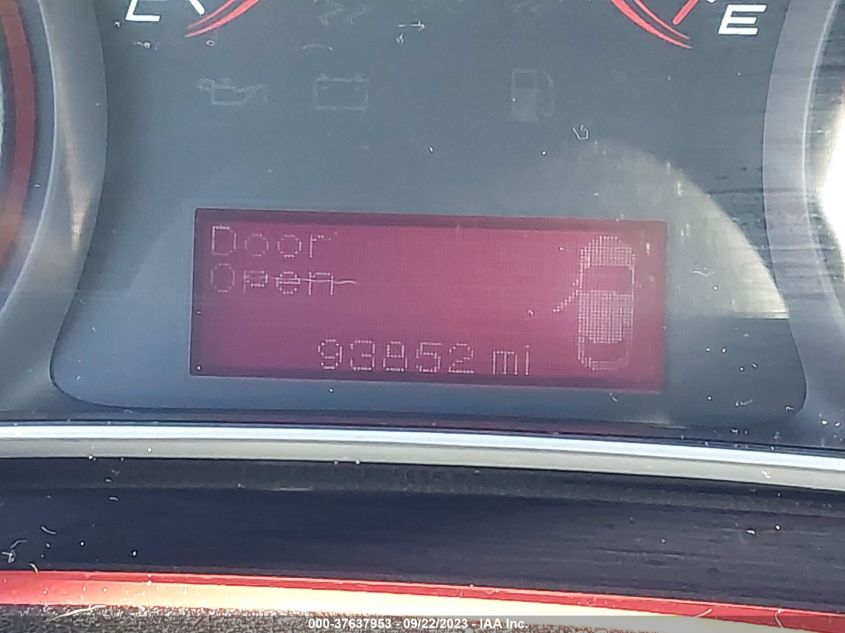 E
Door
Open
93852 mi
000-37637953 - 09/22/2023 - IAA Inc.